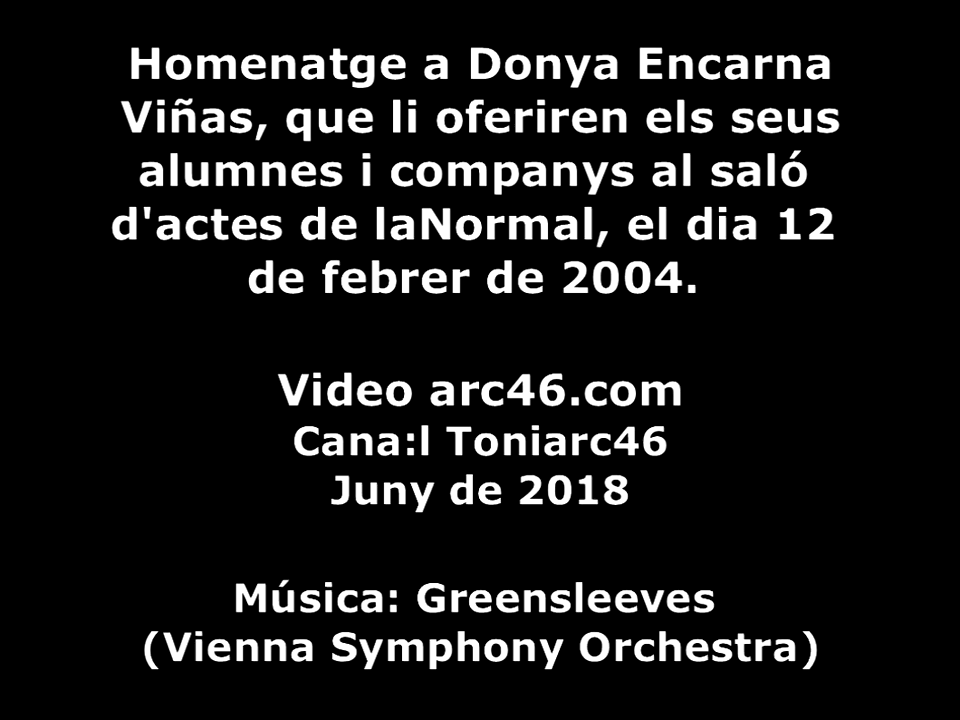 Homenatge a Donya Encarna
Viñas, que li oferiren els seus
alumnes i companys al saló
d'actes de laNormal, el dia 12
de febrer de 2004.
Video arc46.com
Cana:l Toniarc46
Juny de 2018
Música: Greensleeves
(Vienna Symphony Orchestra)